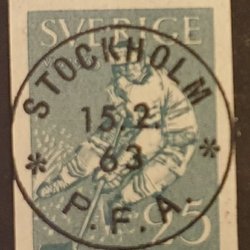 SVERIGE
STOCKHOLM
15.2.
63
* P.F.A. *
25